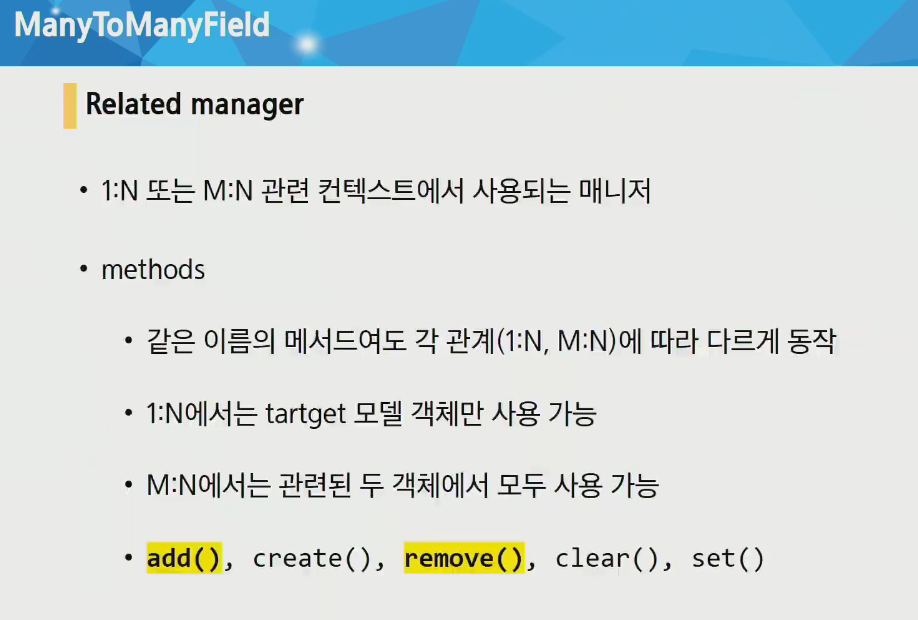 ManyToManyField
Related manager
• 1:N 또는 M:N 관련 컨텍스트에서 사용되는 매니저
• methods
• 같은 이름의 메서드여도 각 관계(1:N, M:N)에 따라 다르게 동작
• 1:N에서는 tartget 모델 객체만 사용 가능
• M:N에서는 관련된 두 객체에서 모두 사용 가능
• add(), create(), remove(), clear(), set()